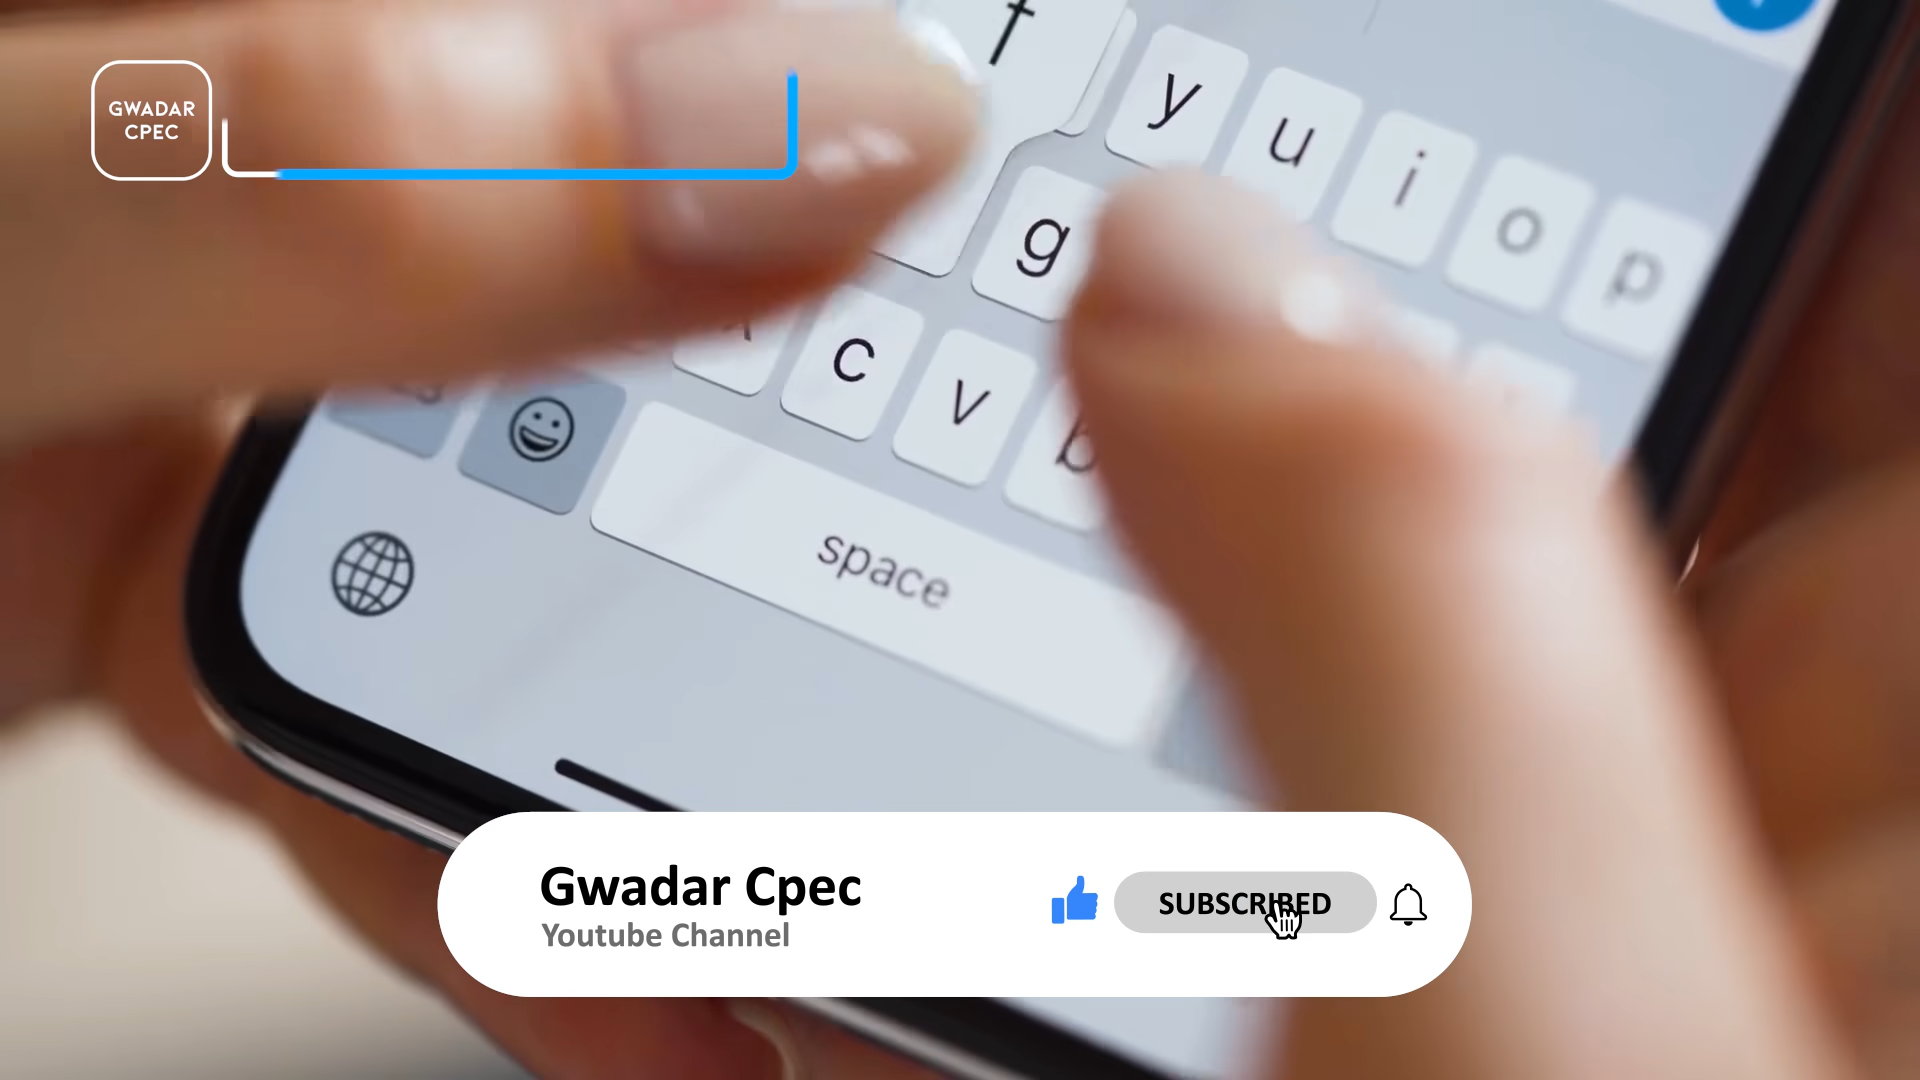 GWADAR
CPEC
f
y u i o p
g
c v b
space
Gwadar Cpec
Youtube Channel
SUBSCRIBED